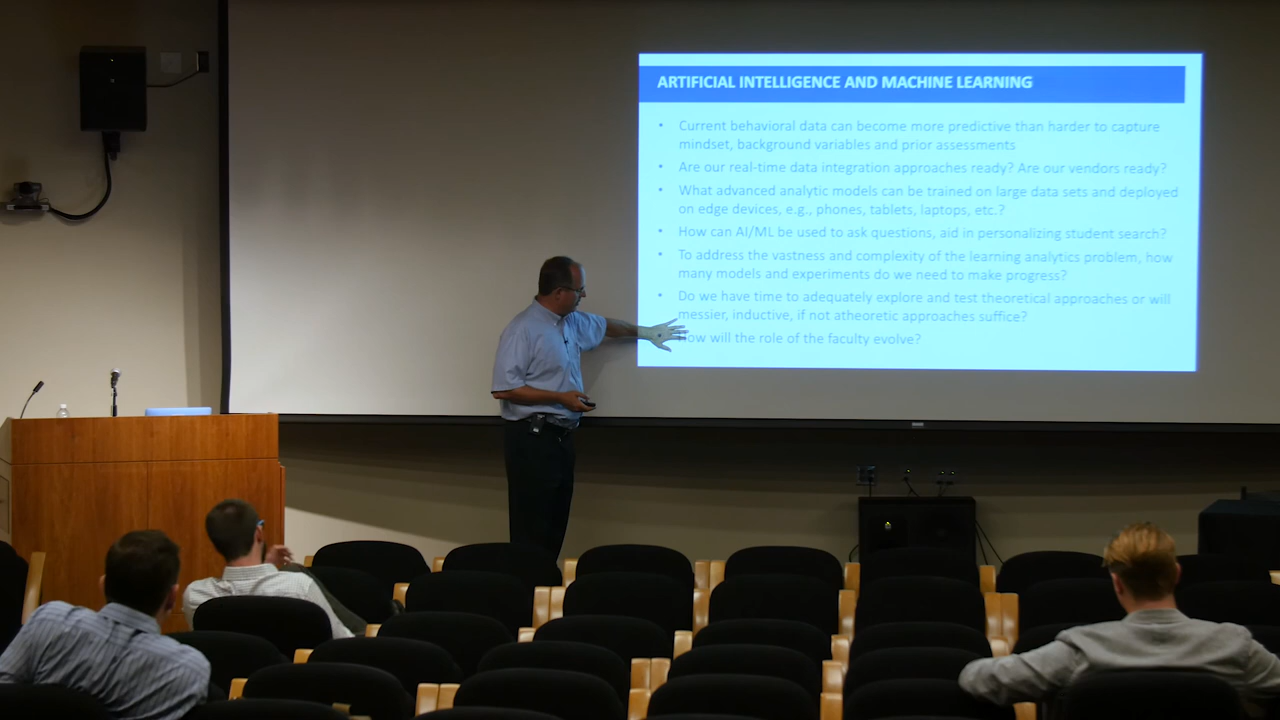 ARTIFICIAL INTELLIGENCE AND MACHINE LEARNING
• Current behavioral data can become more predictive than harder to capture
mindset, background variables and prior assessments
• Are our real-time data integration approaches ready? Are our vendors ready?
• What advanced analytic models can be trained on large data sets and deployed
on edge devices, e.g., phones, tablets, laptops, etc.?
• How can AI/ML be used to ask questions, aid in personalizing student search?
• To address the vastness and complexity of the learning analytics problem, how
many models and experiments do we need to make progress?
• Do we have time to adequately explore and test theoretical approaches or will
messier, inductive, if not atheoretic approaches suffice?
How will the role of the faculty evolve?